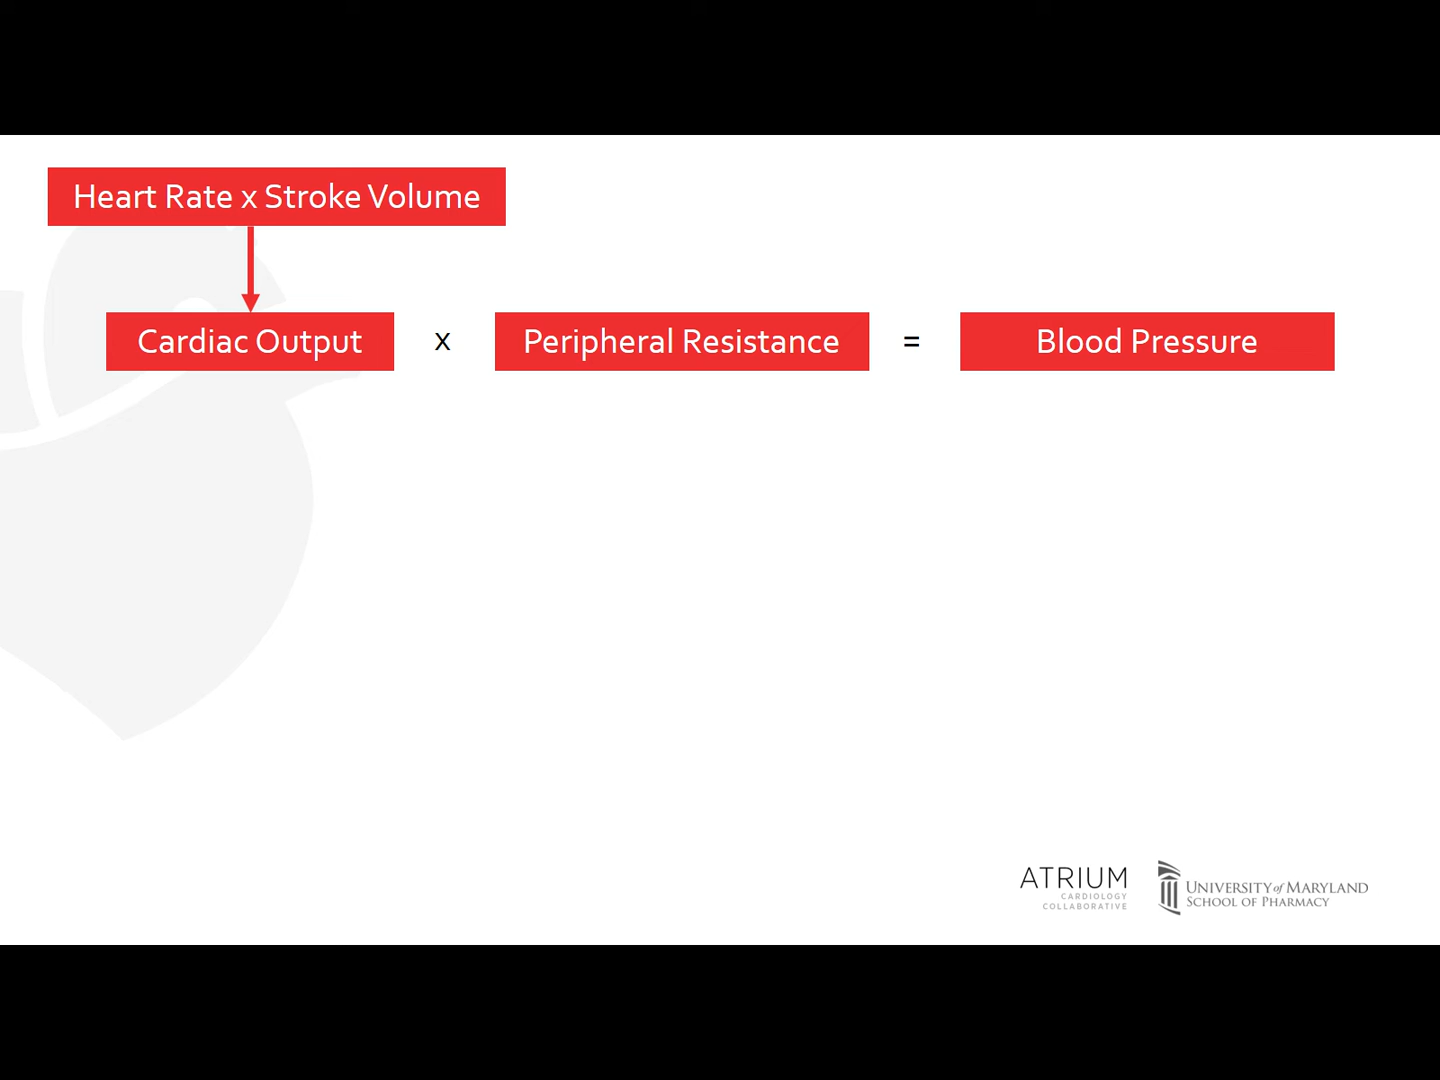 Heart Rate x Stroke Volume
Cardiac Output x Peripheral Resistance = Blood Pressure
ATRIUM
CARDIOLOGY
COLLABORATIVE
UNIVERSITY of MARYLAND
SCHOOL OF PHARMACY